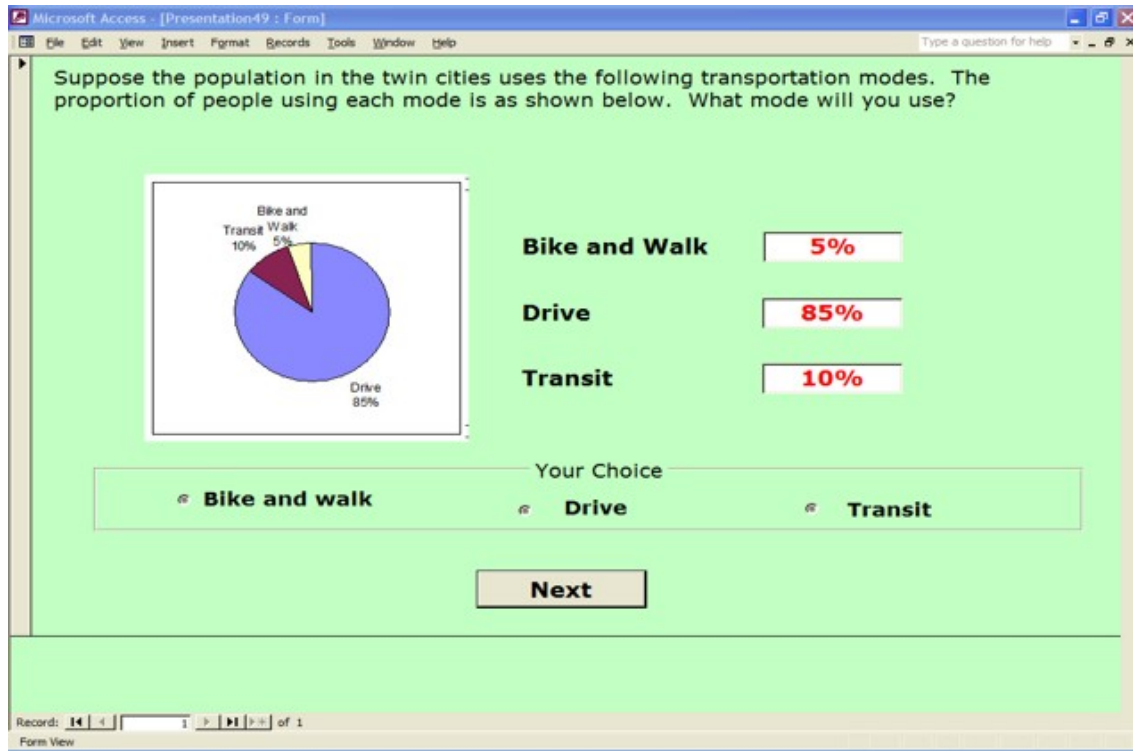 Microsoft Access - [Presentation49 : Form]
File Edit View Insert Format Records Tools Window Help Type a question for help
Suppose the population in the twin cities uses the following transportation modes. The
proportion of people using each mode is as shown below. What mode will you use?
Bike and
Walk
5%
Transit
10%
Drive
85%
Bike and Walk 5%
Drive 85%
Transit 10%
Your Choice
Bike and walk Drive Transit
Next
Record: 1 of 1
Form View